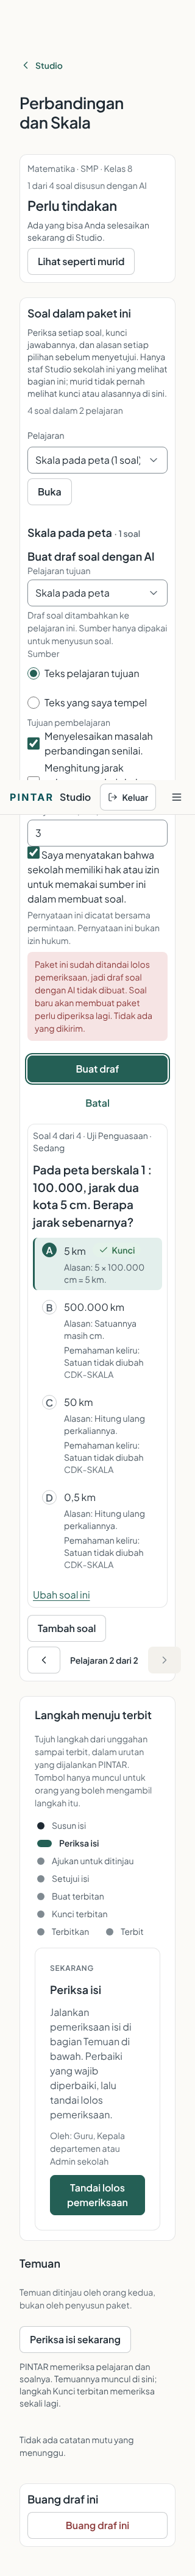 Studio
Perbandingan
dan Skala
Matematika · SMP · Kelas 8
1 dari 4 soal disusun dengan AI
Perlu tindakan
Ada yang bisa Anda selesaikan
sekarang di Studio.
Lihat seperti murid
Soal dalam paket ini
Periksa setiap soal, kunci
jawabannya, dan alasan setiap
pilihan sebelum menyetujui. Hanya
staf Studio sekolah ini yang melihat
bagian ini; murid tidak pernah
melihat kunci atau alasannya di sini.
4 soal dalam 2 pelajaran
Pelajaran
Skala pada peta (1 soal)
Buka
Skala pada peta · 1 soal
Buat draf soal dengan AI
Pelajaran tujuan
Skala pada peta
Draf soal ditambahkan ke
pelajaran ini. Sumber hanya dipakai
untuk menyusun soal.
Sumber
Teks pelajaran tujuan
Teks yang saya tempel
Tujuan pembelajaran
Menyelesaikan masalah
perbandingan senilai.
Menghitung jarak
PINTAR Studio Keluar
3
Saya menyatakan bahwa
sekolah memiliki hak atau izin
untuk memakai sumber ini
dalam membuat soal.
Pernyataan ini dicatat bersama
permintaan. Pernyataan ini bukan
izin hukum.
Paket ini sudah ditandai lolos
pemeriksaan, jadi draf soal
dengan AI tidak dibuat. Soal
baru akan membuat paket
perlu diperiksa lagi. Tidak ada
yang dikirim.
Buat draf
Batal
Soal 4 dari 4 · Uji Penguasaan ·
Sedang
Pada peta berskala 1 :
100.000, jarak dua
kota 5 cm. Berapa
jarak sebenarnya?
A 5 km Kunci
Alasan: 5 × 100.000
cm = 5 km.
B 500.000 km
Alasan: Satuannya
masih cm.
Pemahaman keliru:
Satuan tidak diubah
CDK-SKALA
C 50 km
Alasan: Hitung ulang
perkaliannya.
Pemahaman keliru:
Satuan tidak diubah
CDK-SKALA
D 0,5 km
Alasan: Hitung ulang
perkaliannya.
Pemahaman keliru:
Satuan tidak diubah
CDK-SKALA
Ubah soal ini
Tambah soal
Pelajaran 2 dari 2
Langkah menuju terbit
Tujuh langkah dari unggahan
sampai terbit, dalam urutan
yang dijalankan PINTAR.
Tombol hanya muncul untuk
orang yang boleh mengambil
langkah itu.
Susun isi
Periksa isi
Ajukan untuk ditinjau
Setujui isi
Buat terbitan
Kunci terbitan
Terbitkan Terbit
SEKARANG
Periksa isi
Jalankan
pemeriksaan isi di
bagian Temuan di
bawah. Perbaiki
yang wajib
diperbaiki, lalu
tandai lolos
pemeriksaan.
Oleh: Guru, Kepala
departemen atau
Admin sekolah
Tandai lolos
pemeriksaan
Temuan
Temuan ditinjau oleh orang kedua,
bukan oleh penyusun paket.
Periksa isi sekarang
PINTAR memeriksa pelajaran dan
soalnya. Temuannya muncul di sini;
langkah Kunci terbitan memeriksa
sekali lagi.
Tidak ada catatan mutu yang
menunggu.
Buang draf ini
Buang draf ini